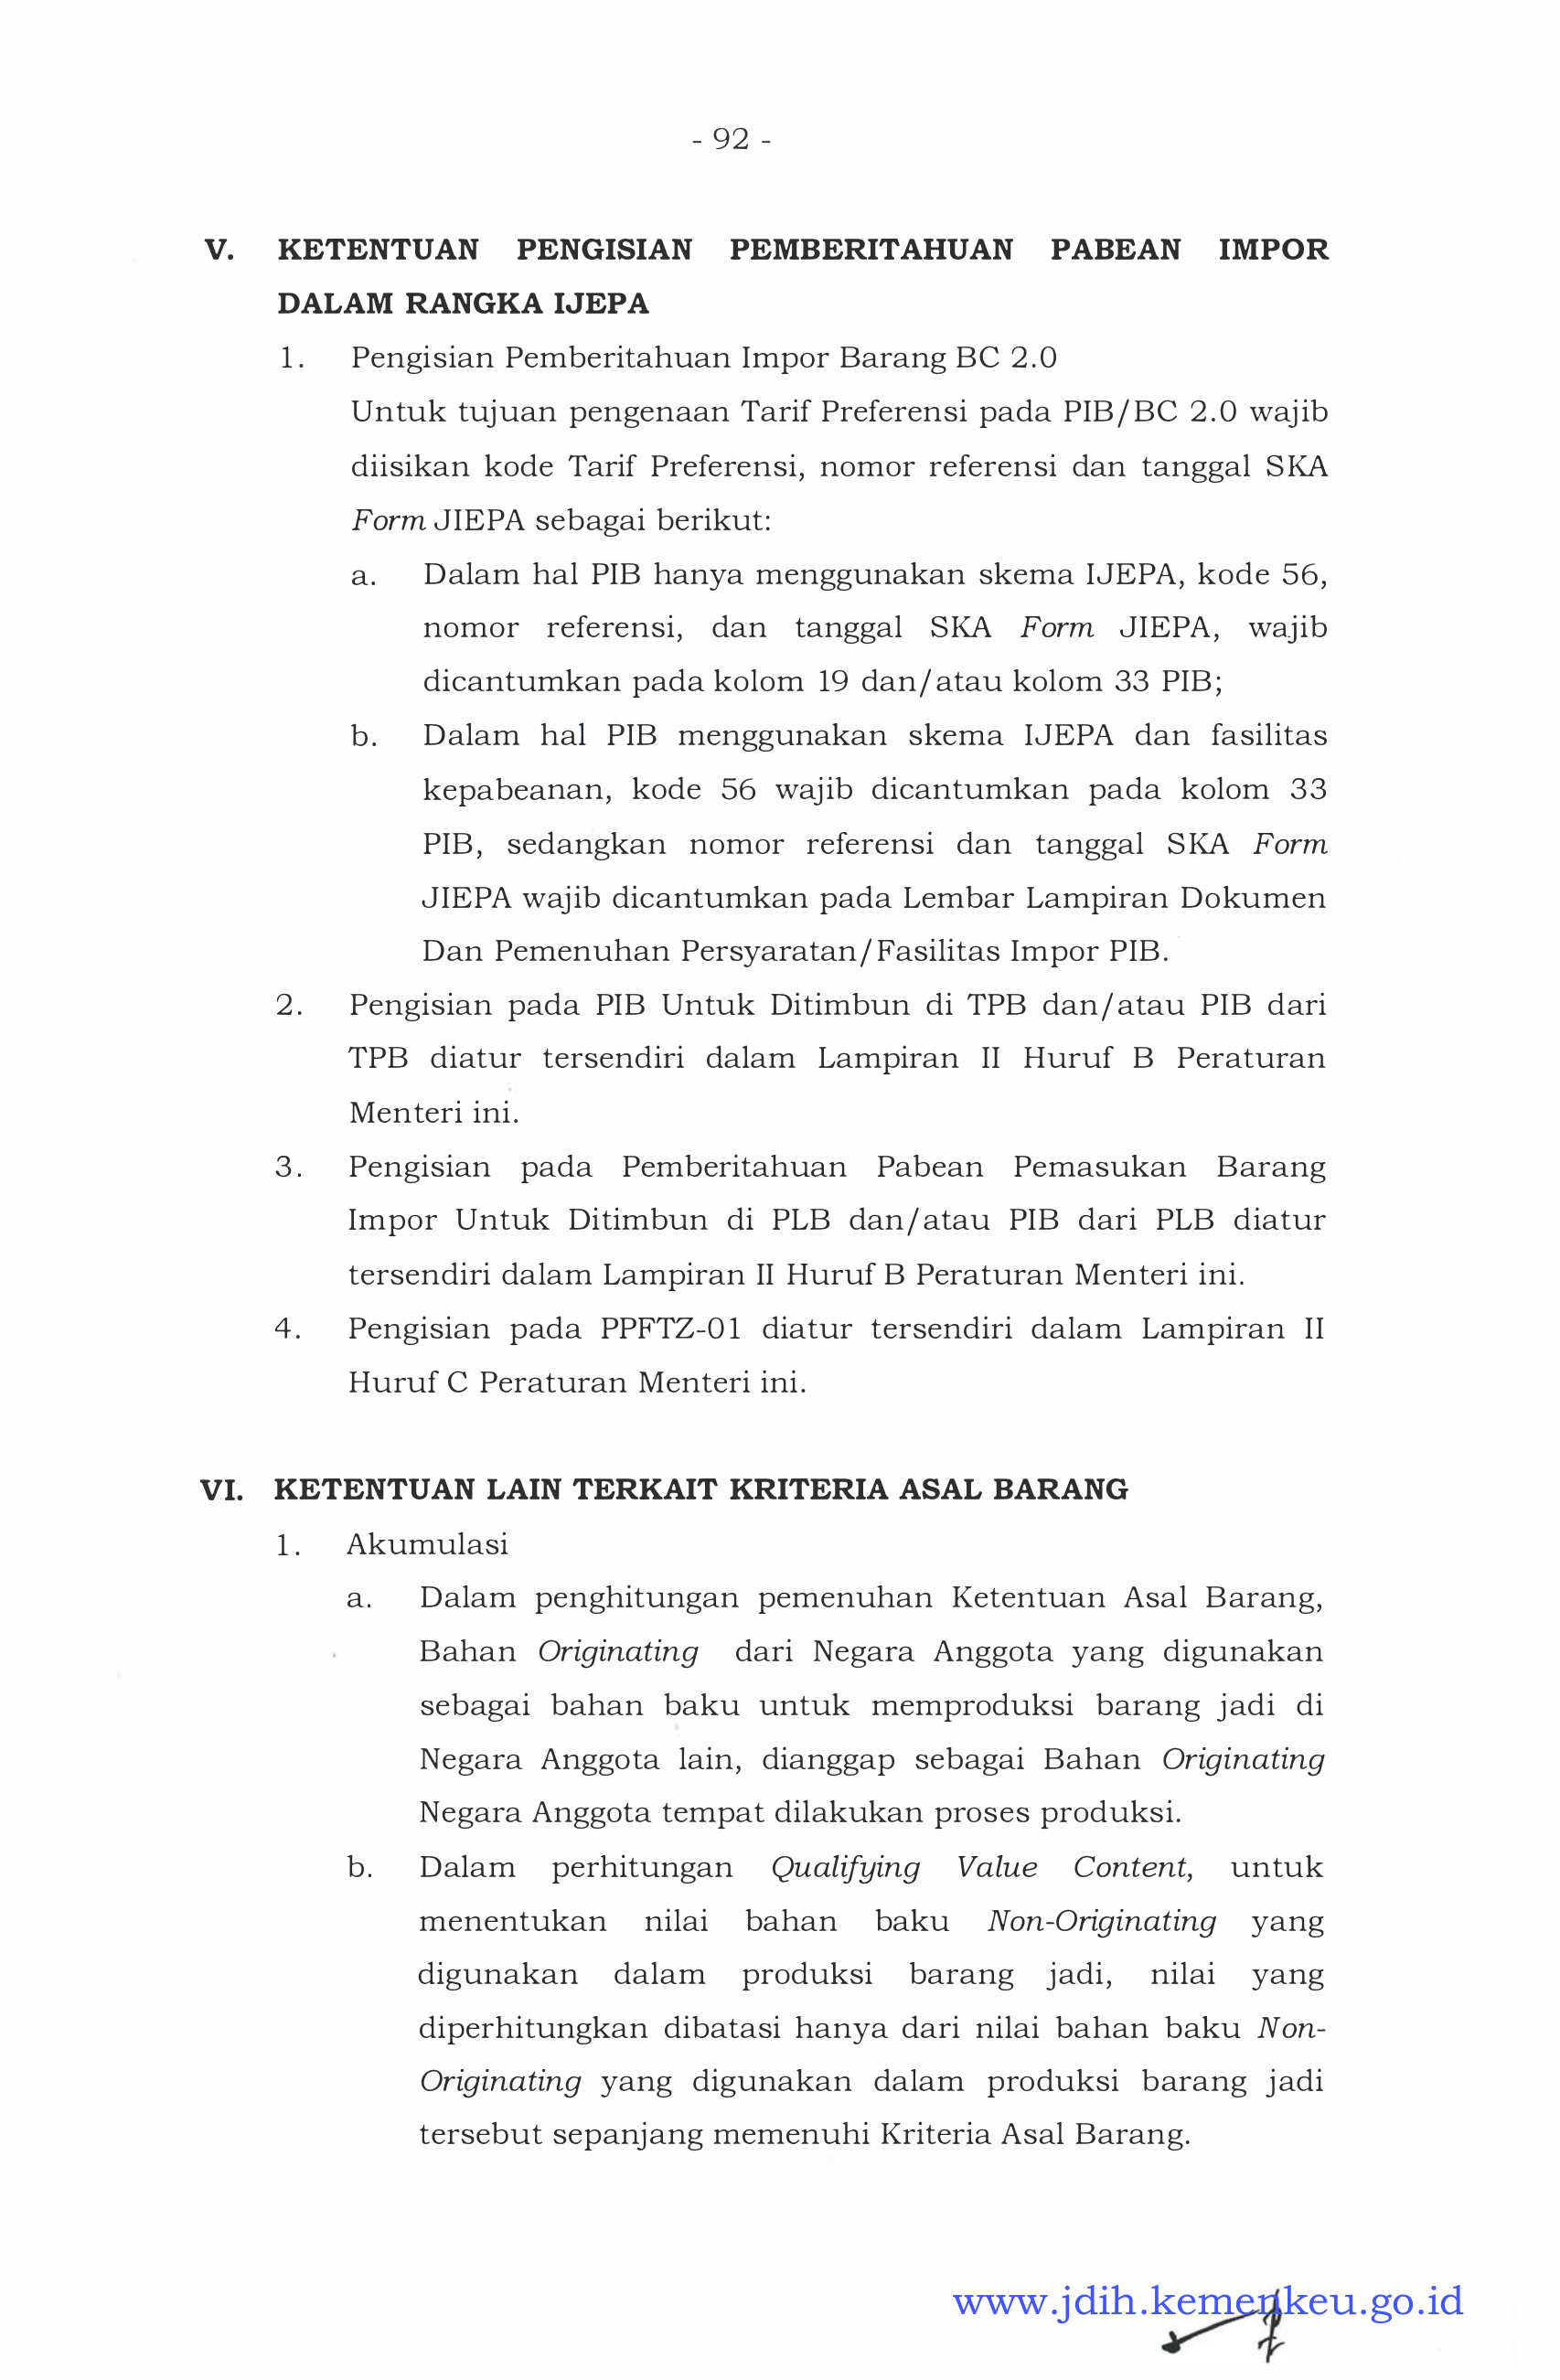 - 92 -
V. KETENTUAN PENGISIAN PEMBERITAHUAN PABEAN IMPOR
DALAM RANGKA IJEPA
1. Pengisian Pemberitahuan Impor Barang BC 2.0
Untuk tujuan pengenaan Tarif Preferensi pada PIB/BC 2.0 wajib
diisikan kode Tarif Preferensi, nomor referensi dan tanggal SKA
Form JIEPA sebagai berikut:
a. Dalam hal PIB hanya menggunakan skema IJEPA, kode 56,
nomor referensi, dan tanggal SKA Form JIEPA, wajib
dicantumkan pada kolom 19 dan/atau kolom 33 PIB;
b. Dalam hal PIB menggunakan skema IJEPA dan fasilitas
kepabeanan, kode 56 wajib dicantumkan pada kolom 33
PIB, sedangkan nomor referensi dan tanggal SKA Form
JIEPA wajib dicantumkan pada Lembar Lampiran Dokumen
Dan Pemenuhan Persyaratan/Fasilitas Impor PIB.
2. Pengisian pada PIB Untuk Ditimbun di TPB dan/atau PIB dari
TPB diatur tersendiri dalam Lampiran II Huruf B Peraturan
Menteri ini.
3. Pengisian pada Pemberitahuan Pabean Pemasukan Barang
Impor Untuk Ditimbun di PLB dan/atau PIB dari PLB diatur
tersendiri dalam Lampiran II Huruf B Peraturan Menteri ini.
4. Pengisian pada PPFTZ-01 diatur tersendiri dalam Lampiran II
Huruf C Peraturan Menteri ini.
VI. KETENTUAN LAIN TERKAIT KRITERIA ASAL BARANG
1. Akumulasi
a. Dalam penghitungan pemenuhan Ketentuan Asal Barang,
Bahan Originating dari Negara Anggota yang digunakan
sebagai bahan baku untuk memproduksi barang jadi di
Negara Anggota lain, dianggap sebagai Bahan Originating
Negara Anggota tempat dilakukan proses produksi.
b. Dalam perhitungan Qualifying Value Content, untuk
menentukan nilai bahan baku Non-Originating yang
digunakan dalam produksi barang jadi, nilai yang
diperhitungkan dibatasi hanya dari nilai bahan baku Non-
Originating yang digunakan dalam produksi barang jadi
tersebut sepanjang memenuhi Kriteria Asal Barang.
www.jdih.kemenkeu.go.id